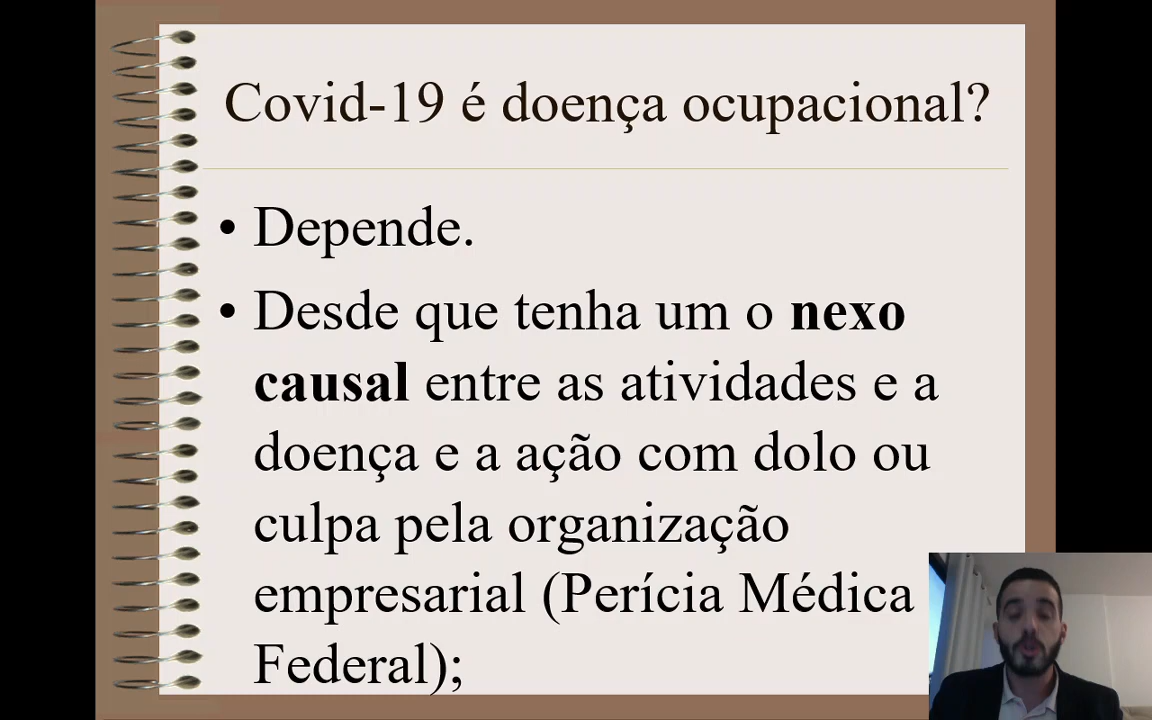 Covid-19 é doença ocupacional?
• Depende.
• Desde que tenha um o nexo
causal entre as atividades e a
doença e a ação com dolo ou
culpa pela organização
empresarial (Perícia Médica
Federal);